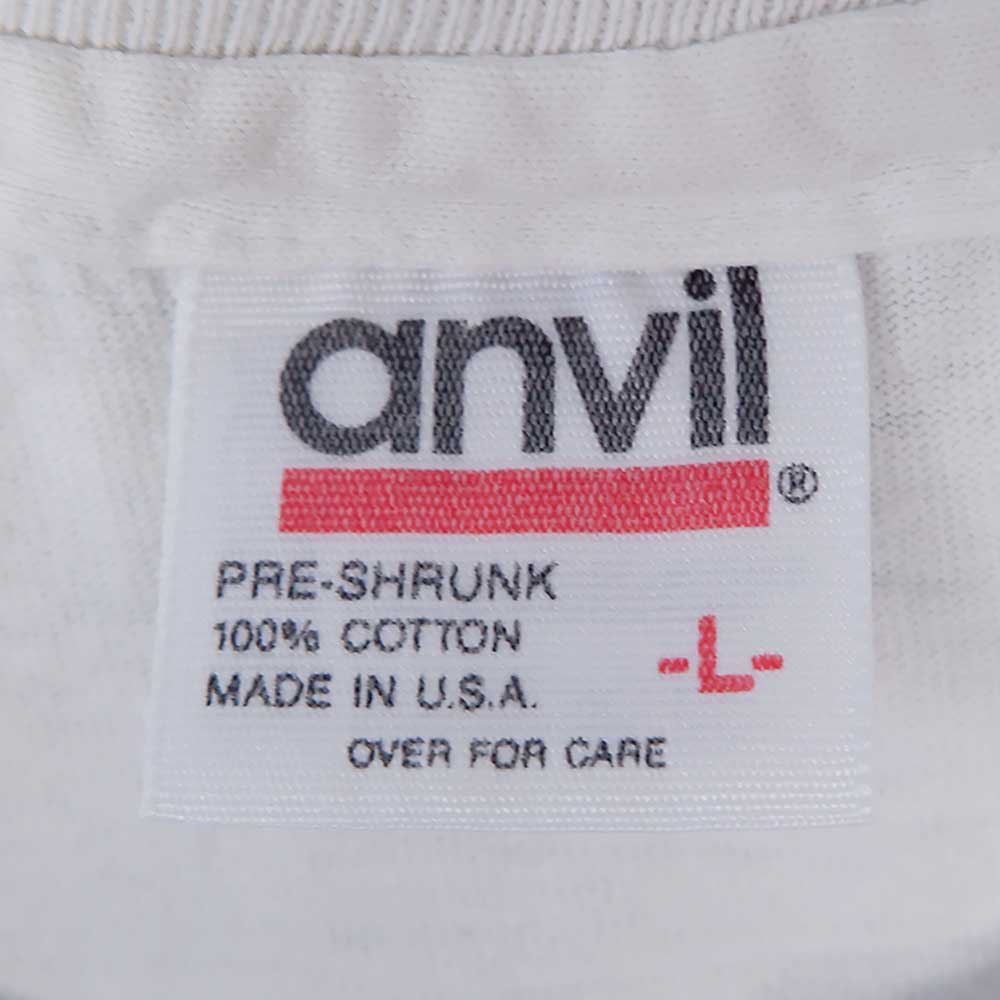 anvil®
PRE-SHRUNK
100% COTTON
MADE IN U.S.A.
-L-
OVER FOR CARE